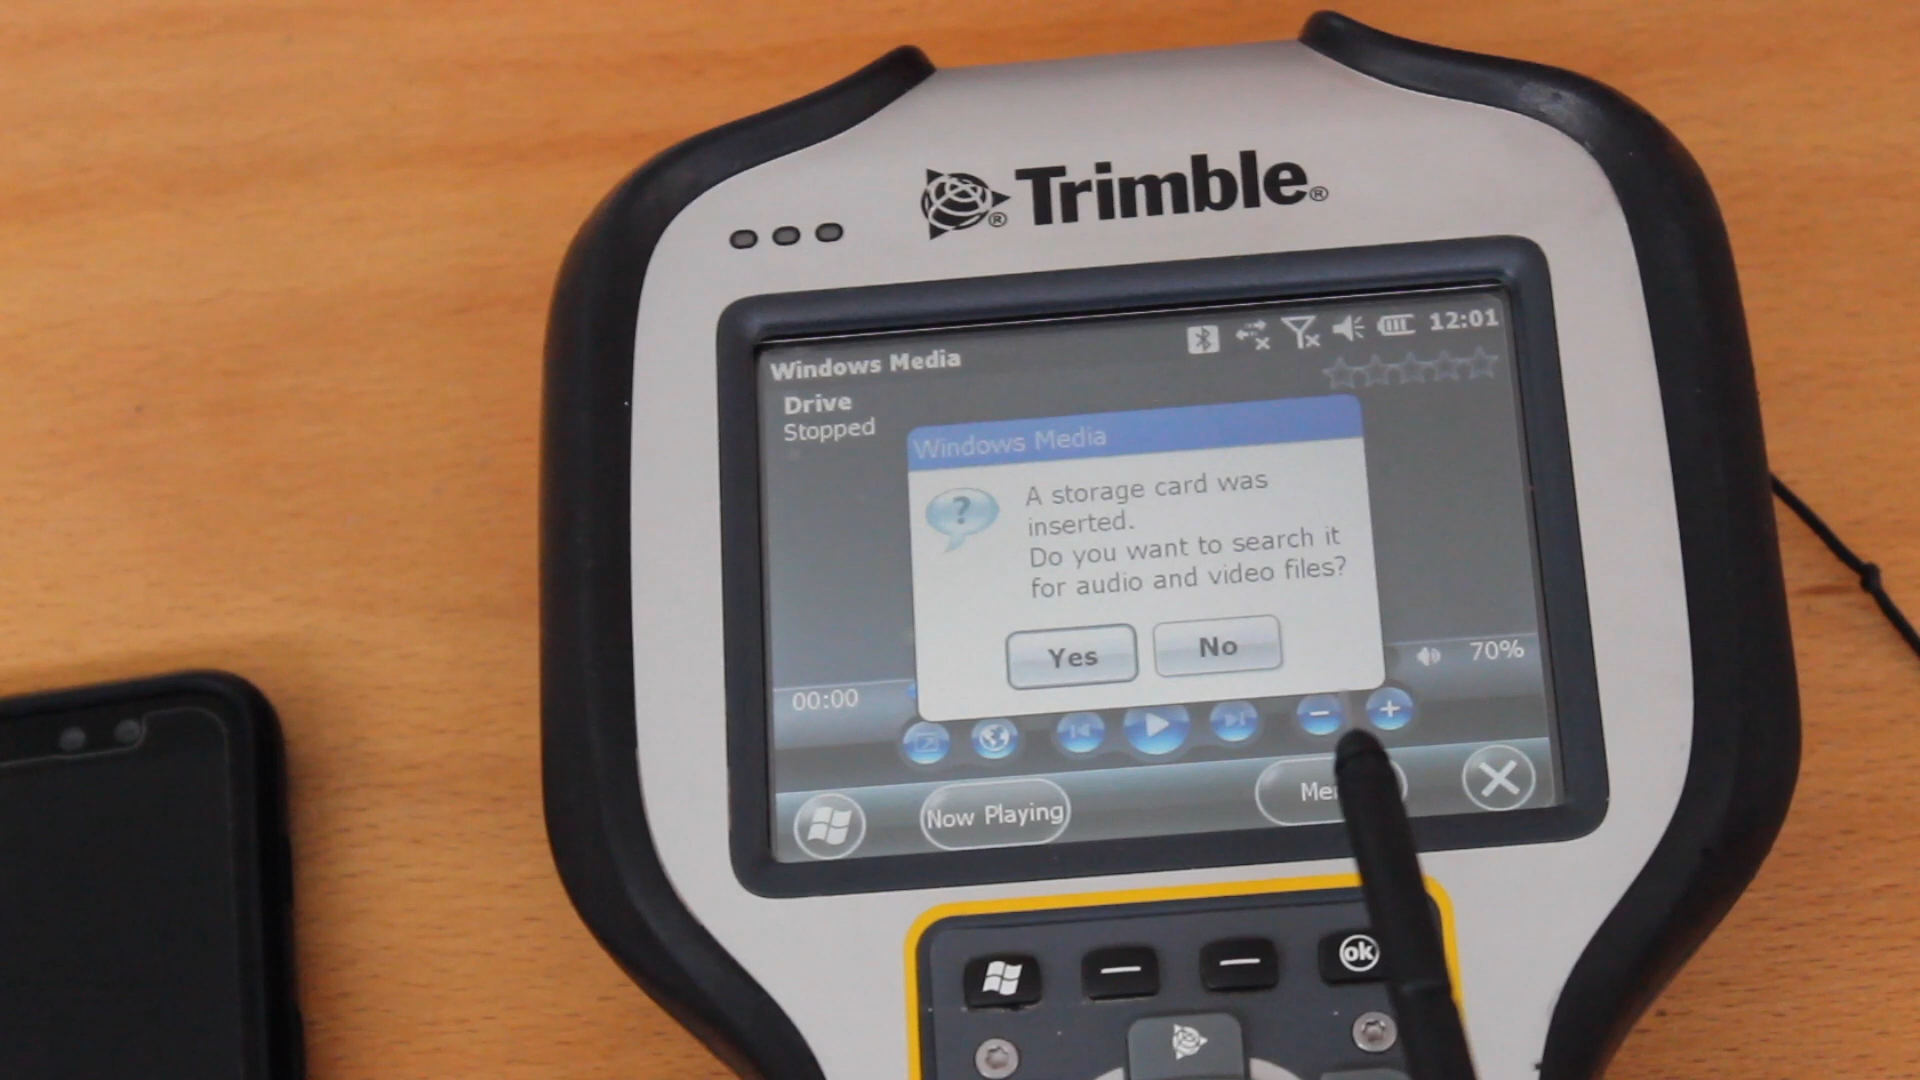 Trimble®
12:01
Windows Media
Drive
Stopped
Windows Media
A storage card was
inserted.
Do you want to search it
for audio and video files?
Yes
No
70%
00:00
Now Playing
ok